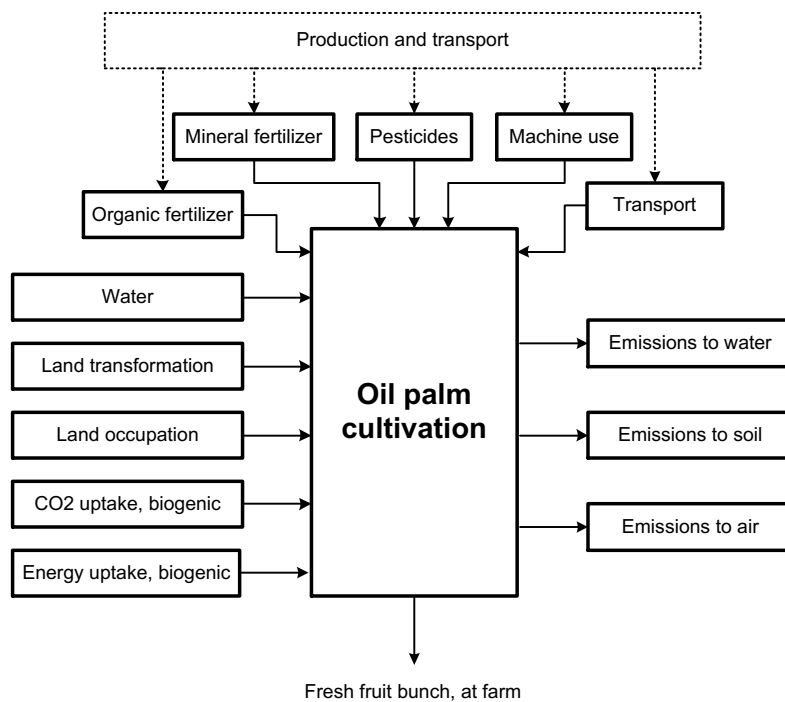 Production and transport
Mineral fertilizer
Pesticides
Machine use
Organic fertilizer
Transport
Water
Land transformation
Land occupation
CO2 uptake, biogenic
Energy uptake, biogenic
Oil palm
cultivation
Emissions to water
Emissions to soil
Emissions to air
Fresh fruit bunch, at farm